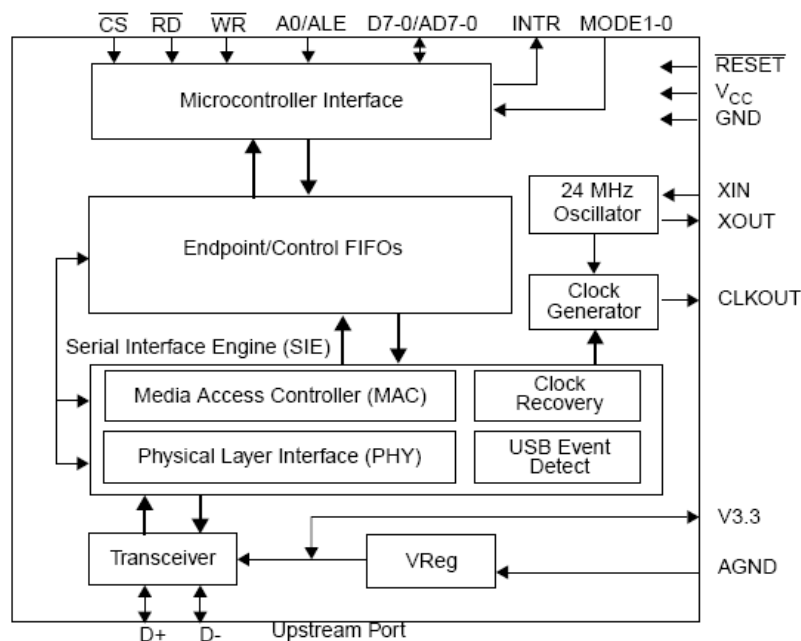 CS RD WR A0/ALE D7-0/AD7-0 INTR MODE1-0
RESET
VCC
GND
Microcontroller Interface
24 MHz
Oscillator
XIN
XOUT
Endpoint/Control FIFOs
Clock
Generator
CLKOUT
Serial Interface Engine (SIE)
Media Access Controller (MAC)
Clock
Recovery
Physical Layer Interface (PHY)
USB Event
Detect
V3.3
Transceiver
VReg
AGND
D+ D- Upstream Port